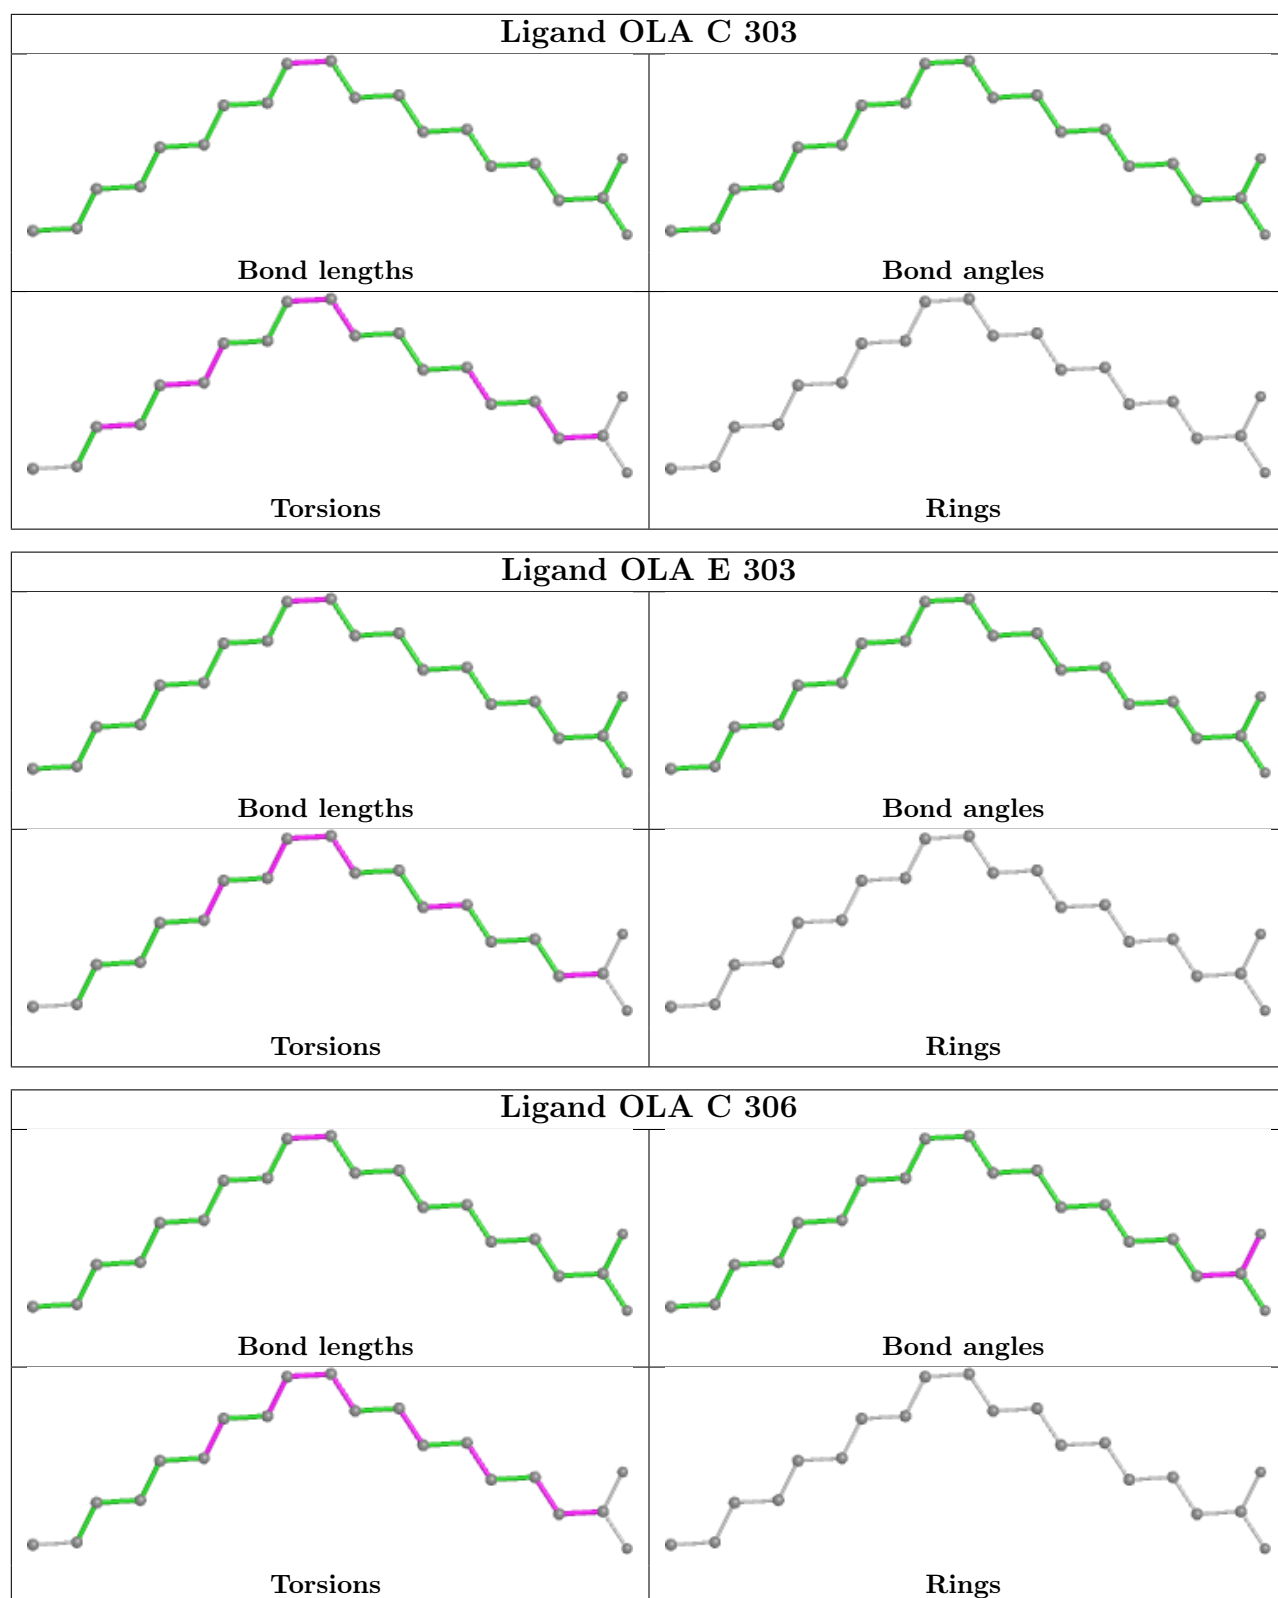 Ligand OLA C 303
Bond lengths
Bond angles
Torsions
Rings
Ligand OLA E 303
Bond lengths
Bond angles
Torsions
Rings
Ligand OLA C 306
Bond lengths
Bond angles
Torsions
Rings